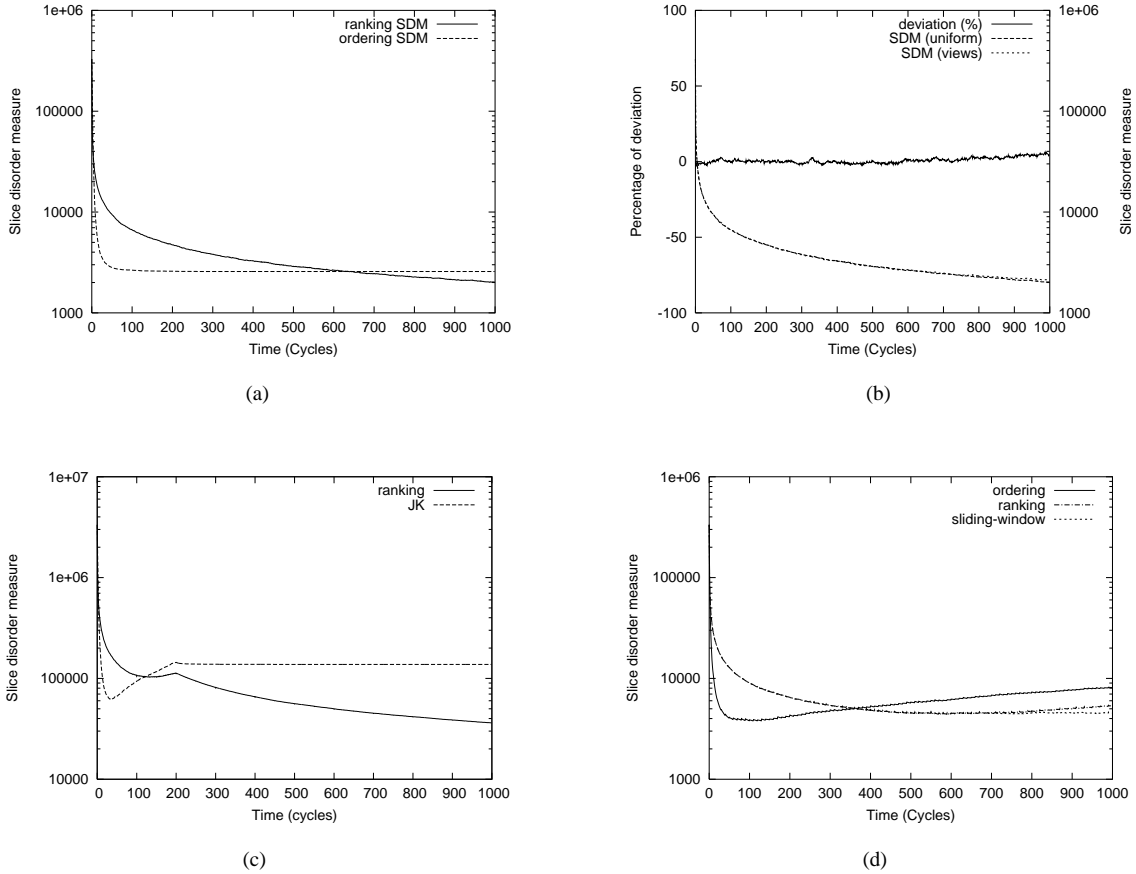 1e+06
100000
10000
1000
Slice disorder measure
ranking SDM
ordering SDM
0 100 200 300 400 500 600 700 800 900 1000
Time (Cycles)
(a)
100
50
0
-50
-100
Percentage of deviation
deviation (%)
SDM (uniform)
SDM (views)
1e+06
100000
10000
1000
Slice disorder measure
0 100 200 300 400 500 600 700 800 900 1000
Time (Cycles)
(b)
1e+07
1e+06
100000
10000
Slice disorder measure
ranking
JK
0 100 200 300 400 500 600 700 800 900 1000
Time (cycles)
(c)
1e+06
100000
10000
1000
Slice disorder measure
ordering
ranking
sliding-window
0 100 200 300 400 500 600 700 800 900 1000
Time (Cycles)
(d)